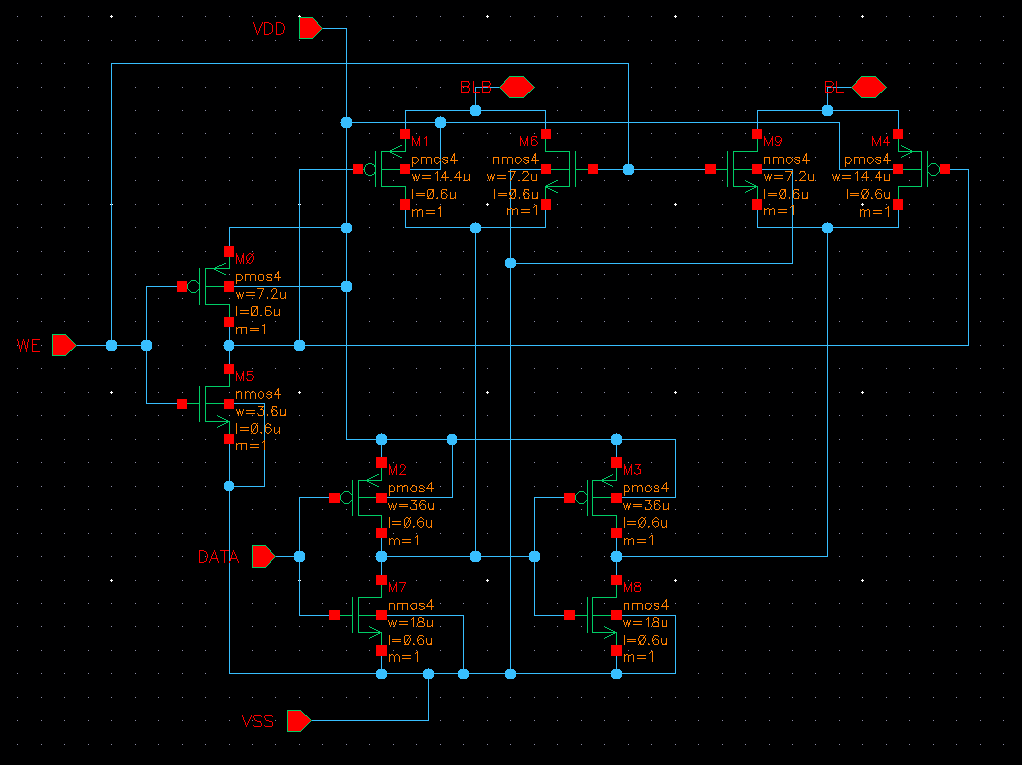 VDD
BLB
BL
M1
pmos4
w=14.4u
l=0.6u
m=1
M6
nmos4
w=7.2u
l=0.6u
m=1
M9
nmos4
w=7.2u
l=0.6u
m=1
M4
pmos4
w=14.4u
l=0.6u
m=1
M0
pmos4
w=7.2u
l=0.6u
m=1
WE
M5
nmos4
w=3.6u
l=0.6u
m=1
M2
pmos4
w=36u
l=0.6u
m=1
M3
pmos4
w=36u
l=0.6u
m=1
DATA
M7
nmos4
w=18u
l=0.6u
m=1
M8
nmos4
w=18u
l=0.6u
m=1
VSS